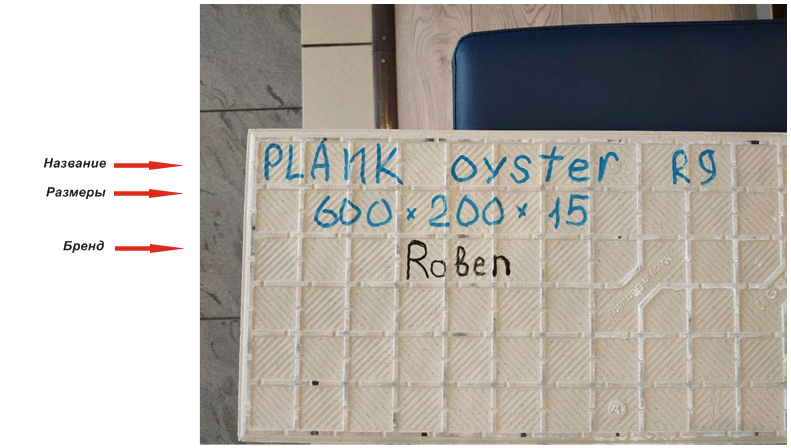 Название
PLANK oyster R9
Размеры
600 × 200 × 15
Бренд
Roben